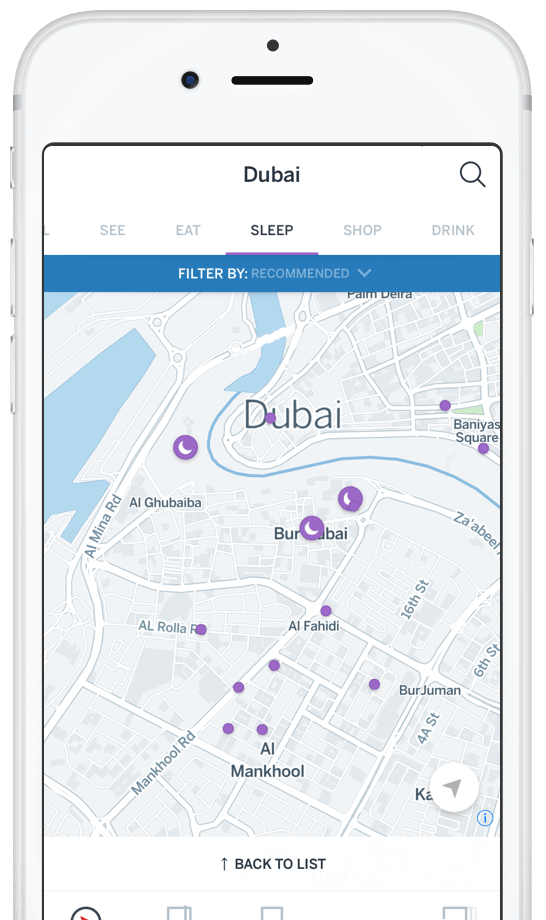 Dubai
L SEE EAT SLEEP SHOP DRINK
FILTER BY: RECOMMENDED
Palm Deira
Dubai
Baniyas
Square
Al Ghubaiba
Al Mina Rd
Bur Dubai
Za'abeel
16th St
AL Rolla R
Al Fahidi
6th St
BurJuman
4A St
Al
Mankhool
Mankhool Rd
Ka
↑ BACK TO LIST